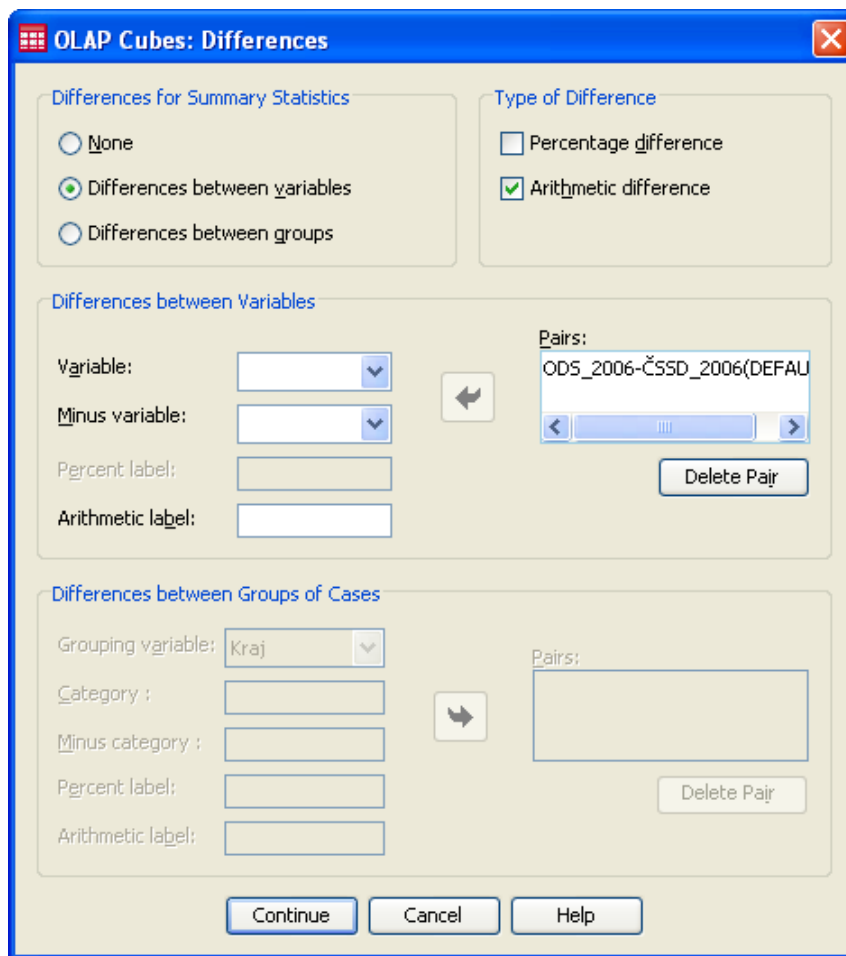 OLAP Cubes: Differences
Differences for Summary Statistics
None
Differences between variables
Differences between groups
Type of Difference
Percentage difference
Arithmetic difference
Differences between Variables
Variable:
Minus variable:
Percent label:
Arithmetic label:
Pairs:
ODS_2006-ČSSD_2006(DEFAU
Delete Pair
Differences between Groups of Cases
Grouping variable: Kraj
Category :
Minus category :
Percent label:
Arithmetic label:
Pairs:
Delete Pair
Continue Cancel Help